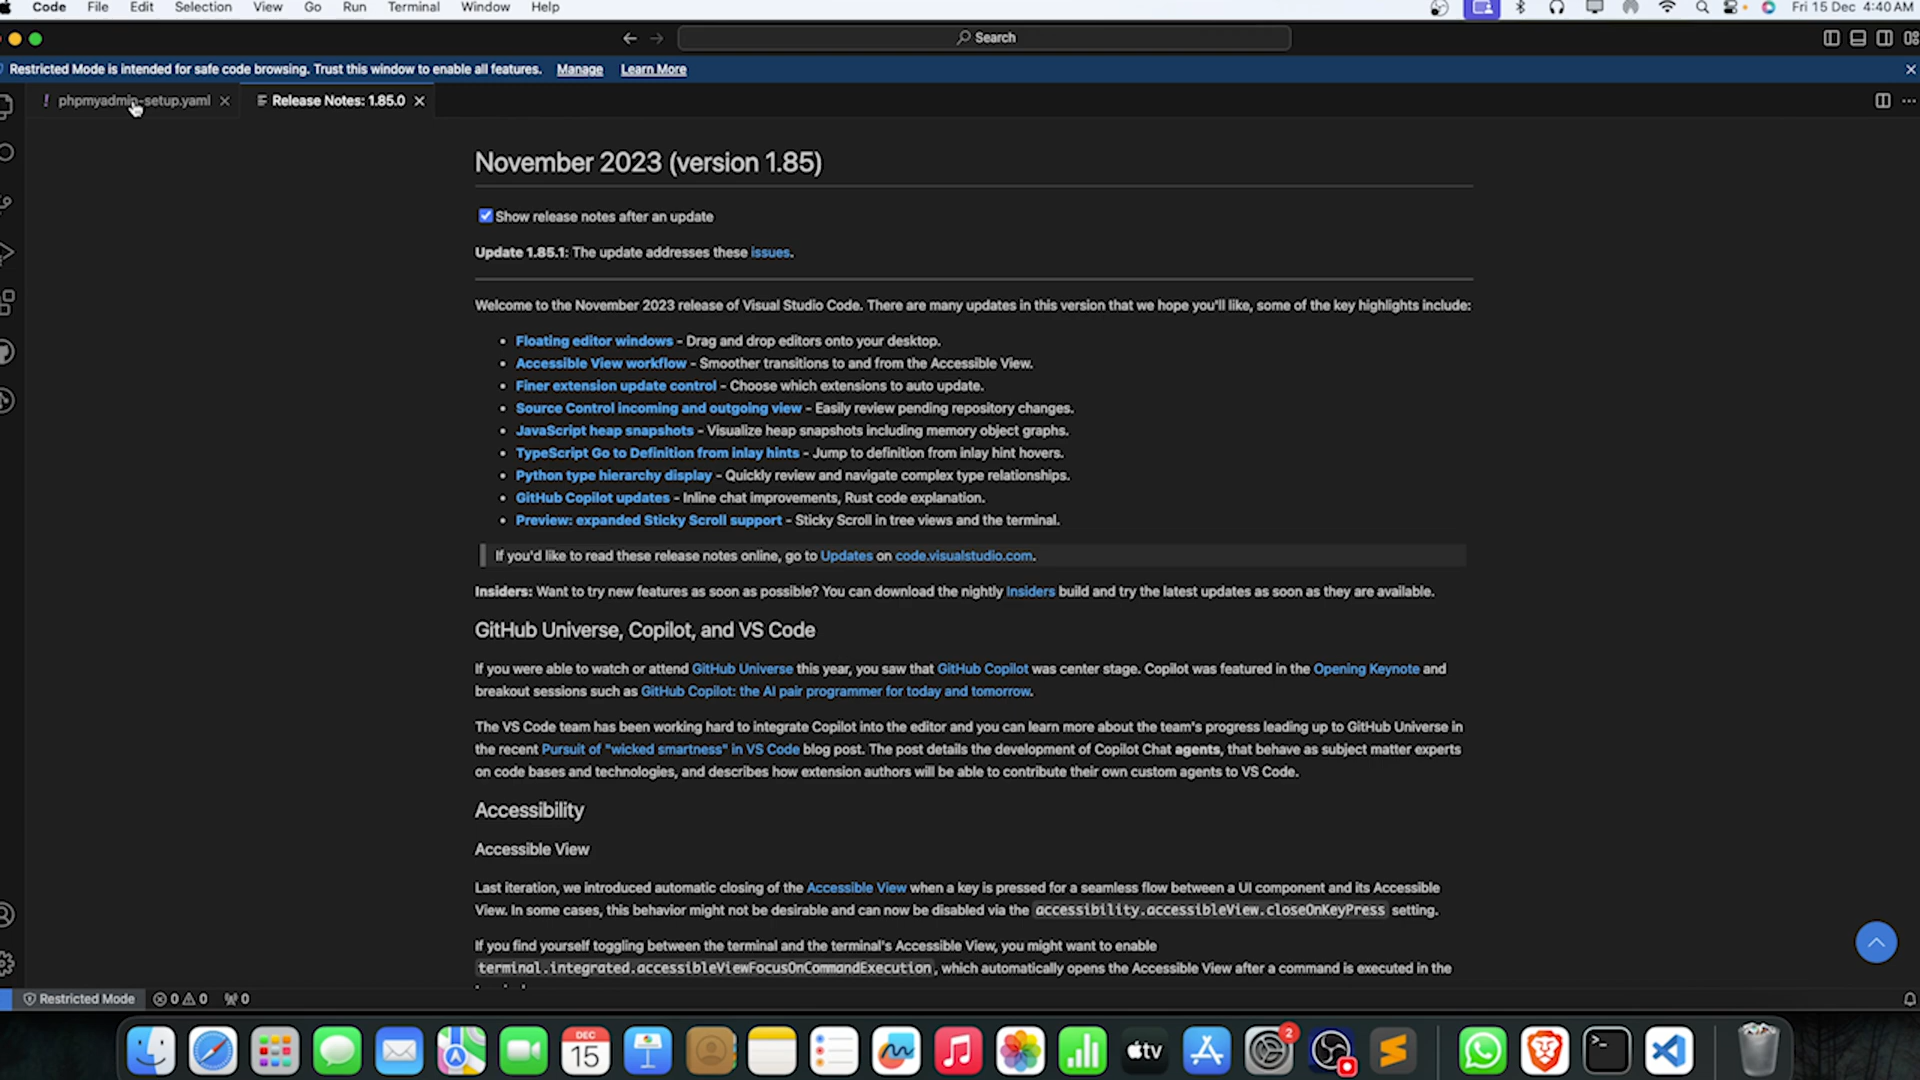 Code File Edit Selection View Go Run Terminal Window Help Fri 15 Dec 4:40 AM
Search
Restricted Mode is intended for safe code browsing. Trust this window to enable all features. Manage Learn More
! phpmyadmin-setup.yaml Release Notes: 1.85.0
November 2023 (version 1.85)
Show release notes after an update
Update 1.85.1: The update addresses these issues.
Welcome to the November 2023 release of Visual Studio Code. There are many updates in this version that we hope you'll like, some of the key highlights include:
• Floating editor windows - Drag and drop editors onto your desktop.
• Accessible View workflow - Smoother transitions to and from the Accessible View.
• Finer extension update control - Choose which extensions to auto update.
• Source Control incoming and outgoing view - Easily review pending repository changes.
• JavaScript heap snapshots - Visualize heap snapshots including memory object graphs.
• TypeScript Go to Definition from inlay hints - Jump to definition from inlay hint hovers.
• Python type hierarchy display - Quickly review and navigate complex type relationships.
• GitHub Copilot updates - Inline chat improvements, Rust code explanation.
• Preview: expanded Sticky Scroll support - Sticky Scroll in tree views and the terminal.
If you'd like to read these release notes online, go to Updates on code.visualstudio.com.
Insiders: Want to try new features as soon as possible? You can download the nightly Insiders build and try the latest updates as soon as they are available.
GitHub Universe, Copilot, and VS Code
If you were able to watch or attend GitHub Universe this year, you saw that GitHub Copilot was center stage. Copilot was featured in the Opening Keynote and
breakout sessions such as GitHub Copilot: the AI pair programmer for today and tomorrow.
The VS Code team has been working hard to integrate Copilot into the editor and you can learn more about the team's progress leading up to GitHub Universe in
the recent Pursuit of "wicked smartness" in VS Code blog post. The post details the development of Copilot Chat agents, that behave as subject matter experts
on code bases and technologies, and describes how extension authors will be able to contribute their own custom agents to VS Code.
Accessibility
Accessible View
Last iteration, we introduced automatic closing of the Accessible View when a key is pressed for a seamless flow between a UI component and its Accessible
View. In some cases, this behavior might not be desirable and can now be disabled via the accessibility.accessibleView.closeOnKeyPress setting.
If you find yourself toggling between the terminal and the terminal's Accessible View, you might want to enable
terminal.integrated.accessibleViewFocusOnCommandExecution, which automatically opens the Accessible View after a command is executed in the
Restricted Mode 0 0 0
DEC
15
tv
2